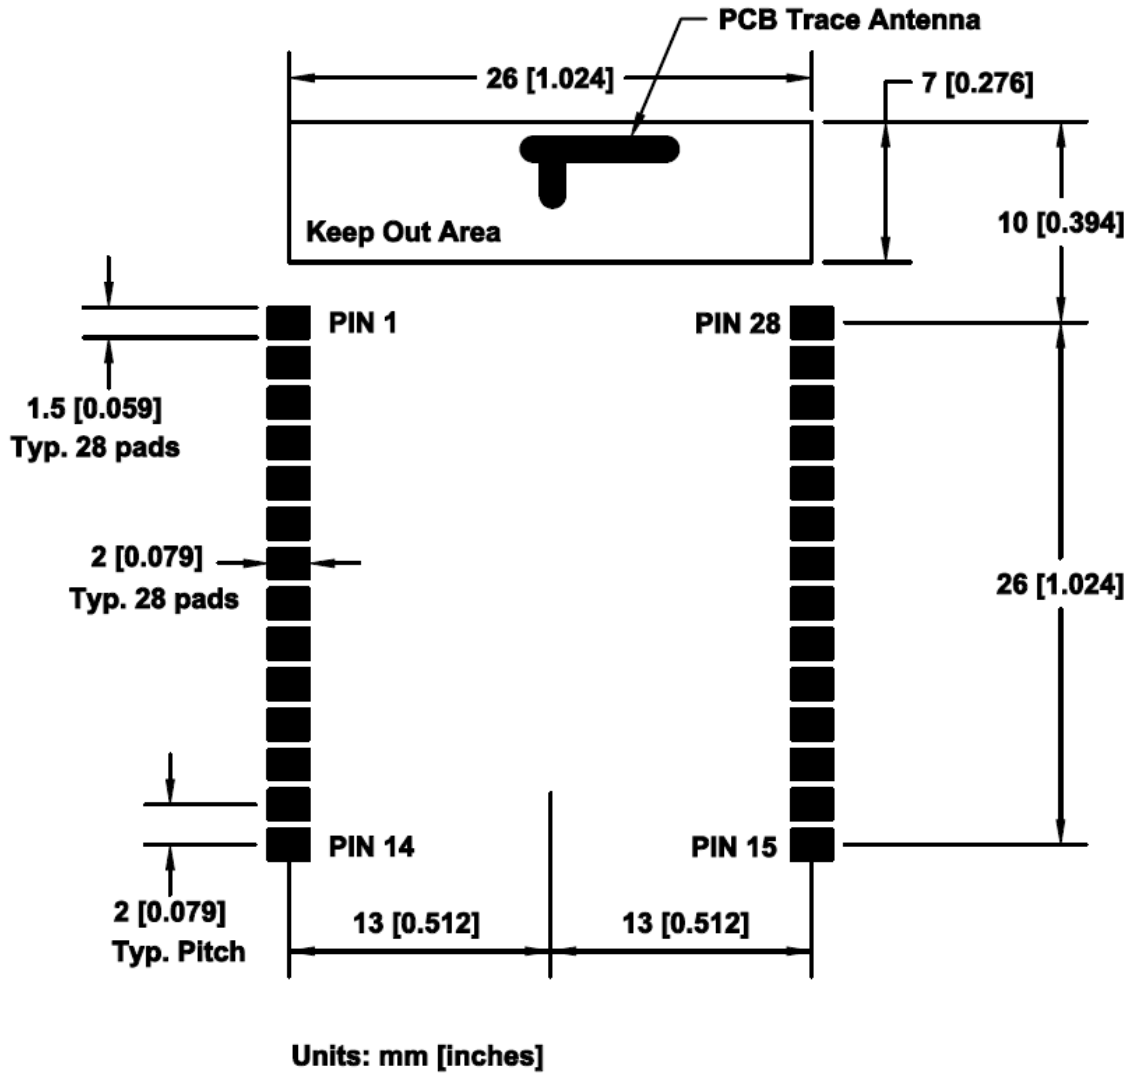 PCB Trace Antenna
26 [1.024]
7 [0.276]
10 [0.394]
Keep Out Area
PIN 1
PIN 28
1.5 [0.059]
Typ. 28 pads
2 [0.079]
Typ. 28 pads
26 [1.024]
PIN 14
PIN 15
2 [0.079]
Typ. Pitch
13 [0.512]
13 [0.512]
Units: mm [inches]